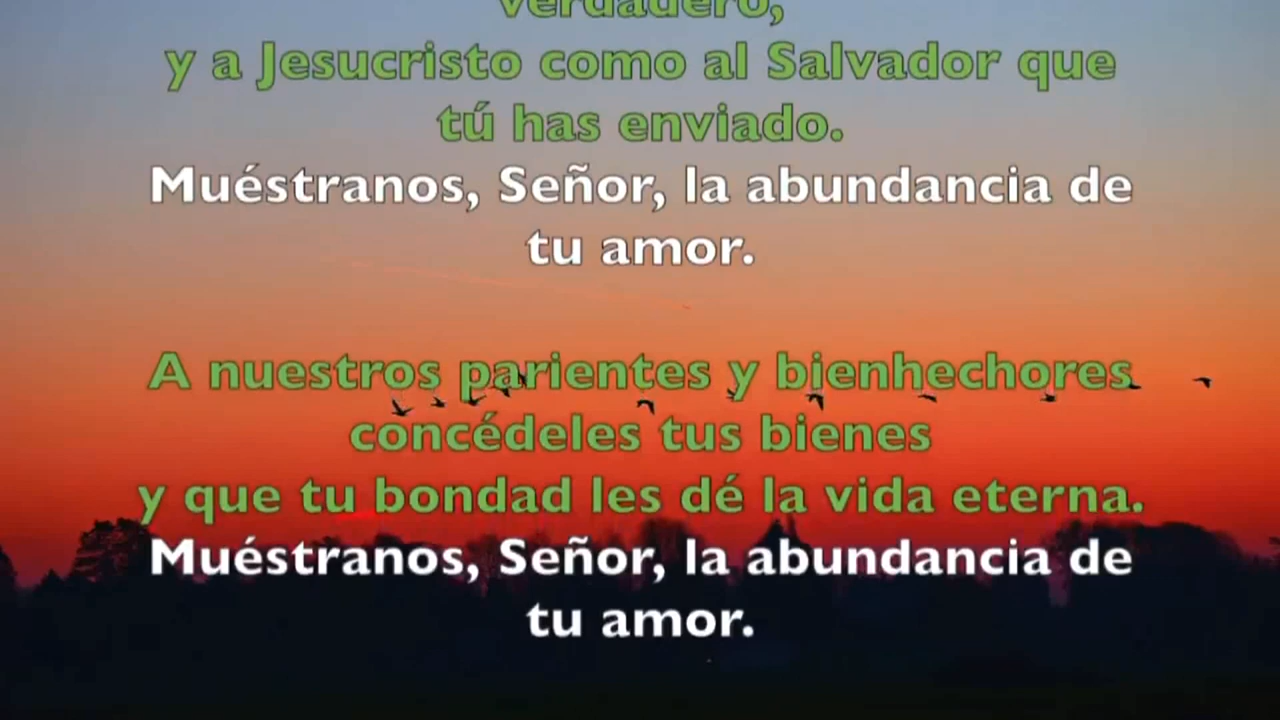 verdadero,
y a Jesucristo como al Salvador que
tú has enviado.
Muéstranos, Señor, la abundancia de
tu amor.
A nuestros parientes y bienhechores
concédeles tus bienes
y que tu bondad les dé la vida eterna.
Muéstranos, Señor, la abundancia de
tu amor.